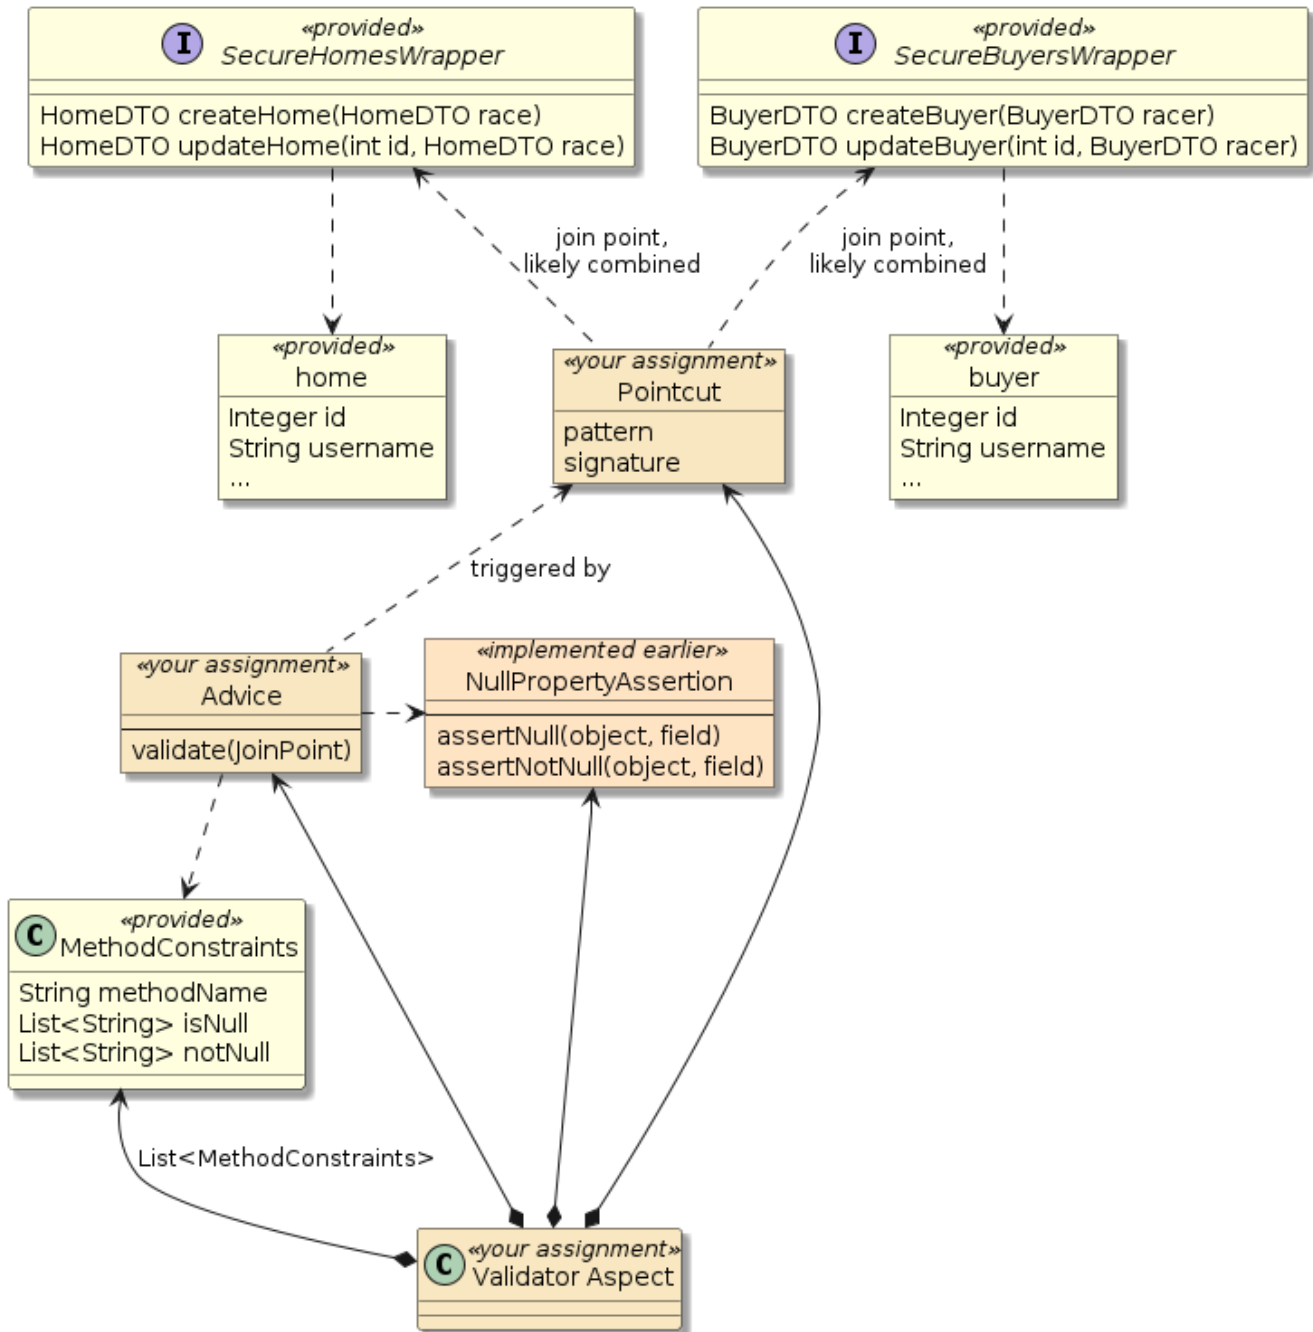 «provided»
I
SecureHomesWrapper
HomeDTO createHome(HomeDTO race)
HomeDTO updateHome(int id, HomeDTO race)
«provided»
I
SecureBuyersWrapper
BuyerDTO createBuyer(BuyerDTO racer)
BuyerDTO updateBuyer(int id, BuyerDTO racer)
join point,
likely combined
join point,
likely combined
«provided»
home
Integer id
String username
...
«your assignment»
Pointcut
pattern
signature
«provided»
buyer
Integer id
String username
...
triggered by
«your assignment»
Advice
validate(JoinPoint)
«implemented earlier»
NullPropertyAssertion
assertNull(object, field)
assertNotNull(object, field)
«provided»
C
MethodConstraints
String methodName
List<String> isNull
List<String> notNull
List<MethodConstraints>
«your assignment»
C
Validator Aspect